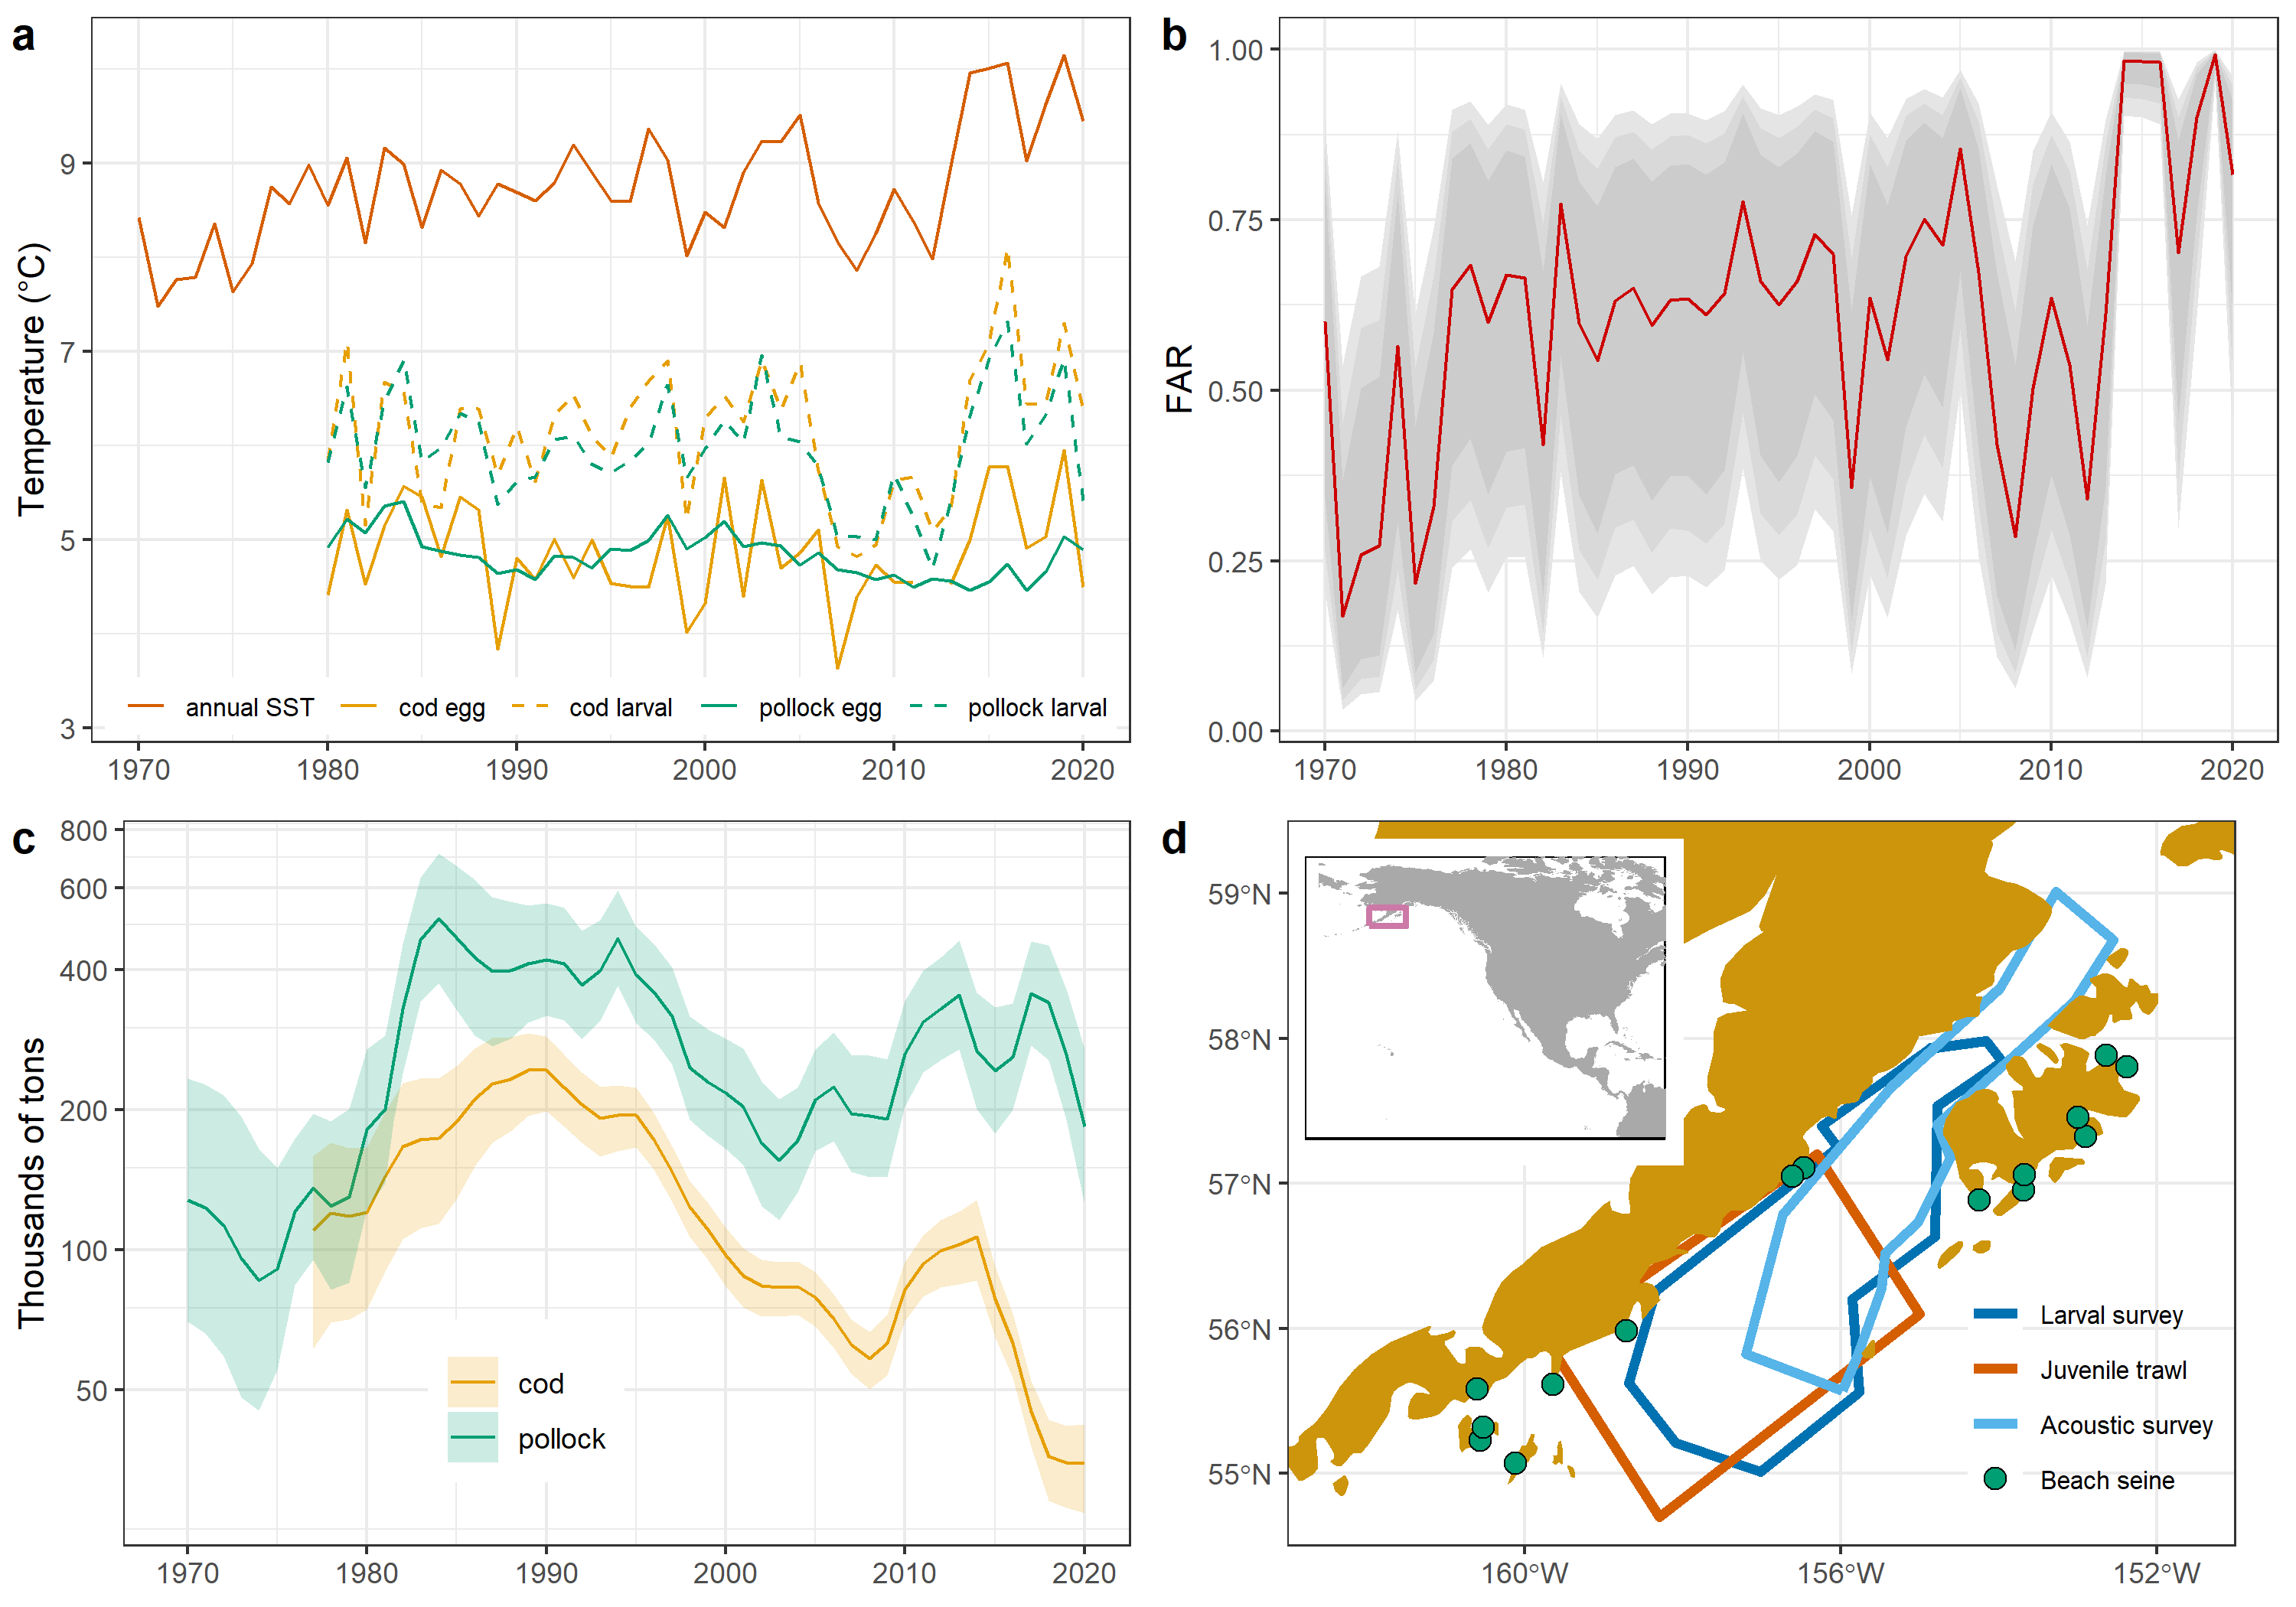 a
Temperature (°C)
9
7
5
3
annual SST cod egg cod larval pollock egg pollock larval
1970 1980 1990 2000 2010 2020
b
FAR
1.00
0.75
0.50
0.25
0.00
1970 1980 1990 2000 2010 2020
c
Thousands of tons
800
600
400
200
100
50
cod
pollock
1970 1980 1990 2000 2010 2020
d
59°N
58°N
57°N
56°N
55°N
Larval survey
Juvenile trawl
Acoustic survey
Beach seine
160°W 156°W 152°W